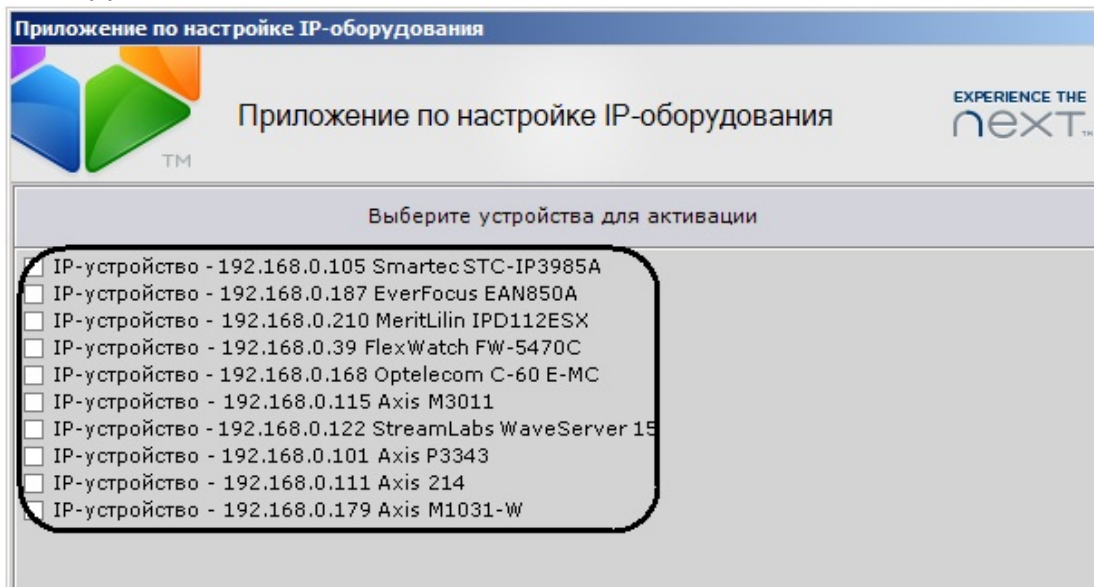 Приложение по настройке IP-оборудования
Приложение по настройке IP-оборудования
EXPERIENCE THE
next™
TM
Выберите устройства для активации
IP-устройство - 192.168.0.105 Smartec STC-IP3985A
IP-устройство - 192.168.0.187 EverFocus EAN850A
IP-устройство - 192.168.0.210 MeritLilin IPD112ESX
IP-устройство - 192.168.0.39 FlexWatch FW-5470C
IP-устройство - 192.168.0.168 Optelecom C-60 E-MC
IP-устройство - 192.168.0.115 Axis M3011
IP-устройство - 192.168.0.122 StreamLabs WaveServer 15
IP-устройство - 192.168.0.101 Axis P3343
IP-устройство - 192.168.0.111 Axis 214
IP-устройство - 192.168.0.179 Axis M1031-W